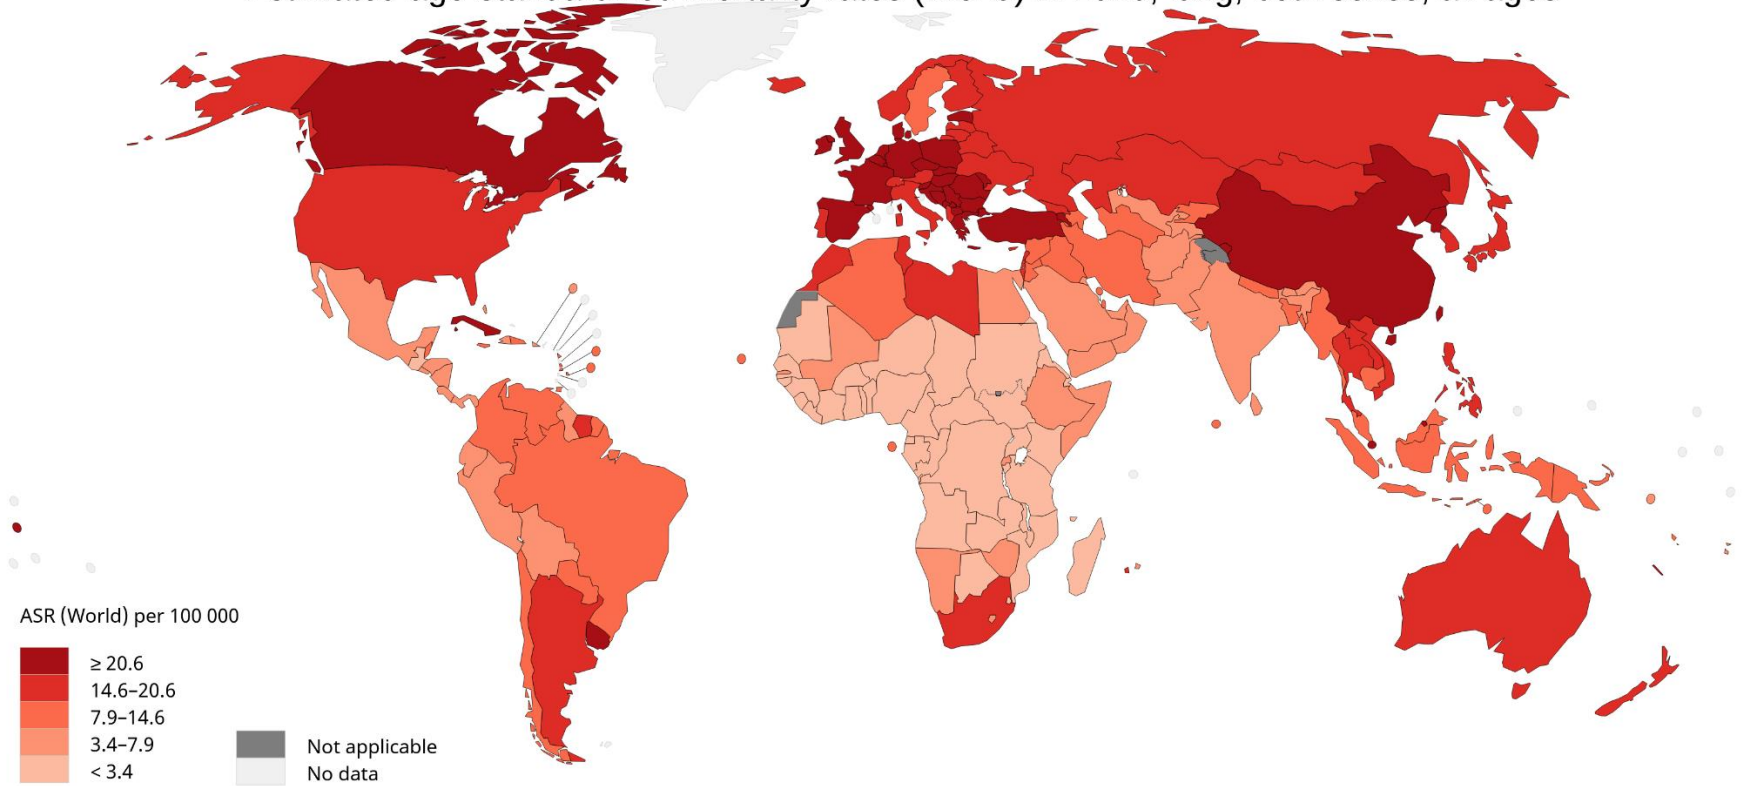 ASR (World) per 100 000
≥ 20.6
14.6–20.6
7.9–14.6
3.4–7.9
< 3.4
Not applicable
No data